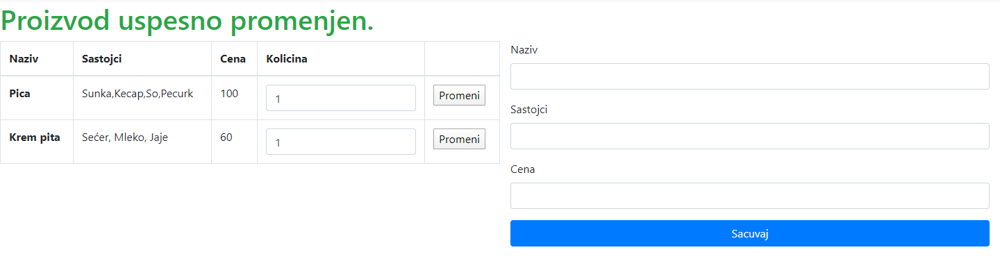 Proizvod uspesno promenjen.
Naziv Sastojci Cena Kolicina
Pica Sunka,Kecap,So,Pecurk 100 1 Promeni
Krem pita Sećer, Mleko, Jaje 60 1 Promeni
Naziv
Sastojci
Cena
Sacuvaj